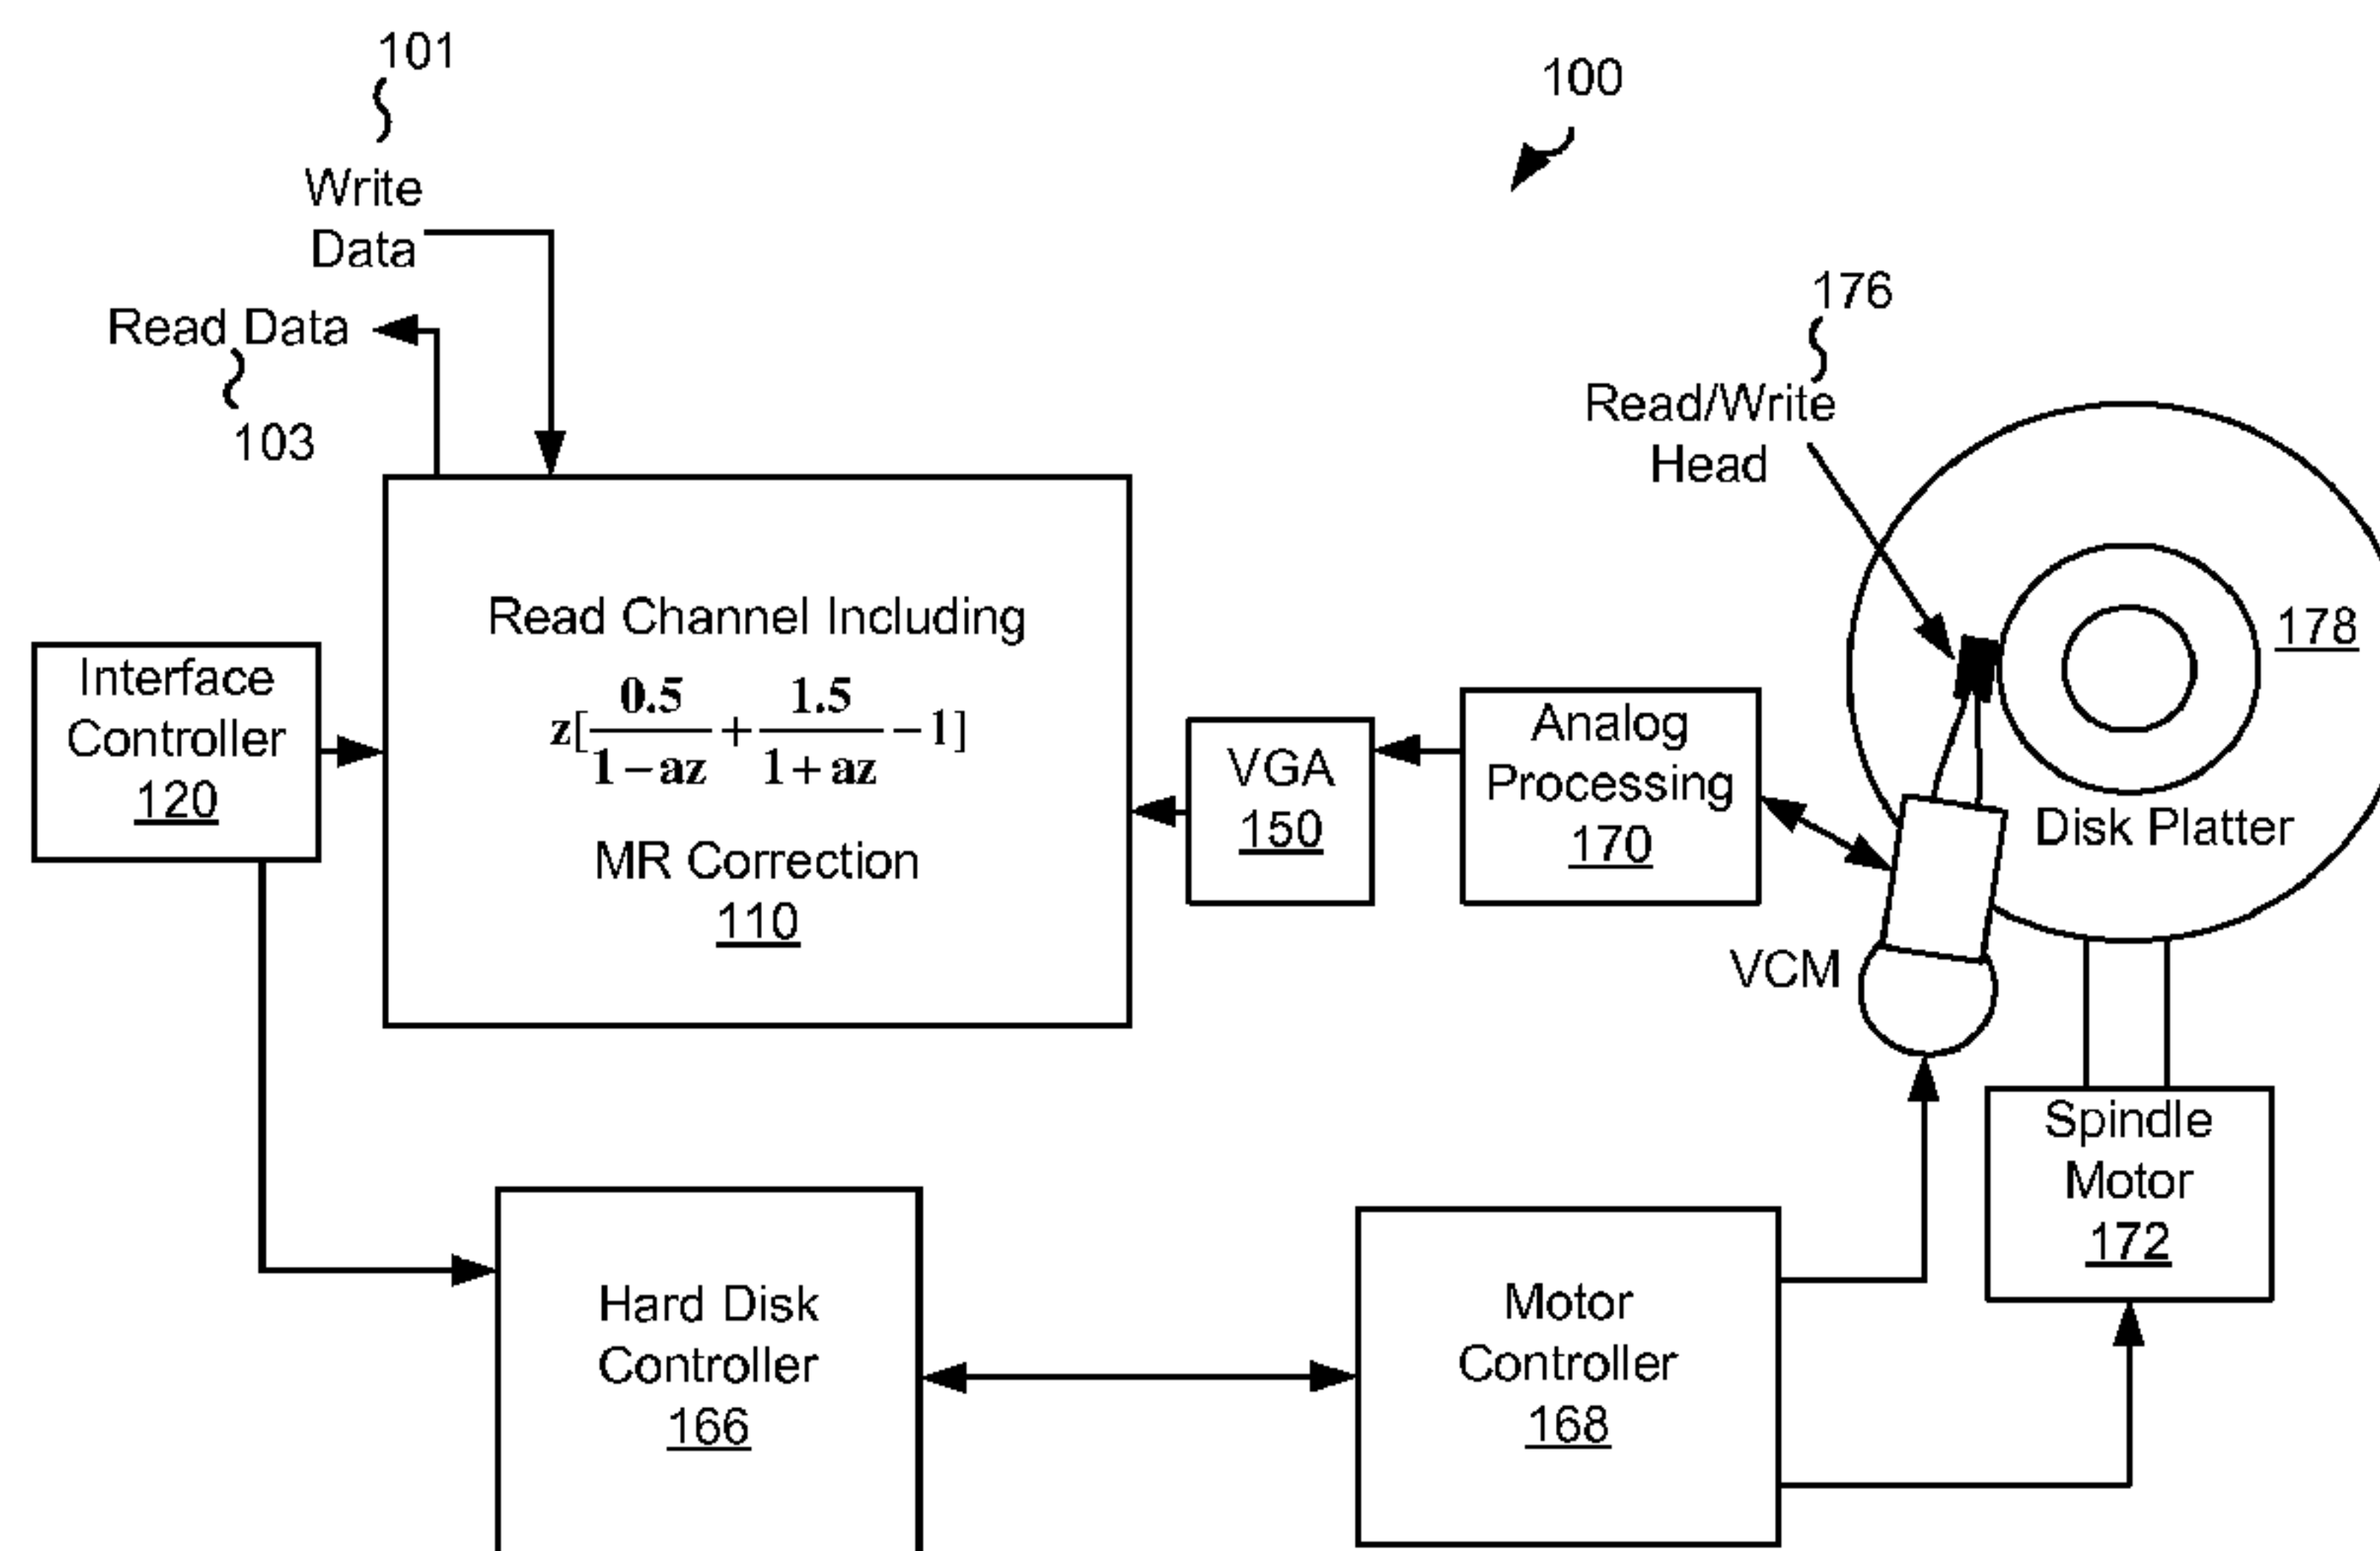 101
100
Write
Data
Read Data
103
176
Read/Write
Head
178
Disk Platter
Read Channel Including
z[0.5/(1−az) + 1.5/(1+az) −1]
MR Correction
110
Interface
Controller
120
VGA
150
Analog
Processing
170
VCM
Spindle
Motor
172
Hard Disk
Controller
166
Motor
Controller
168